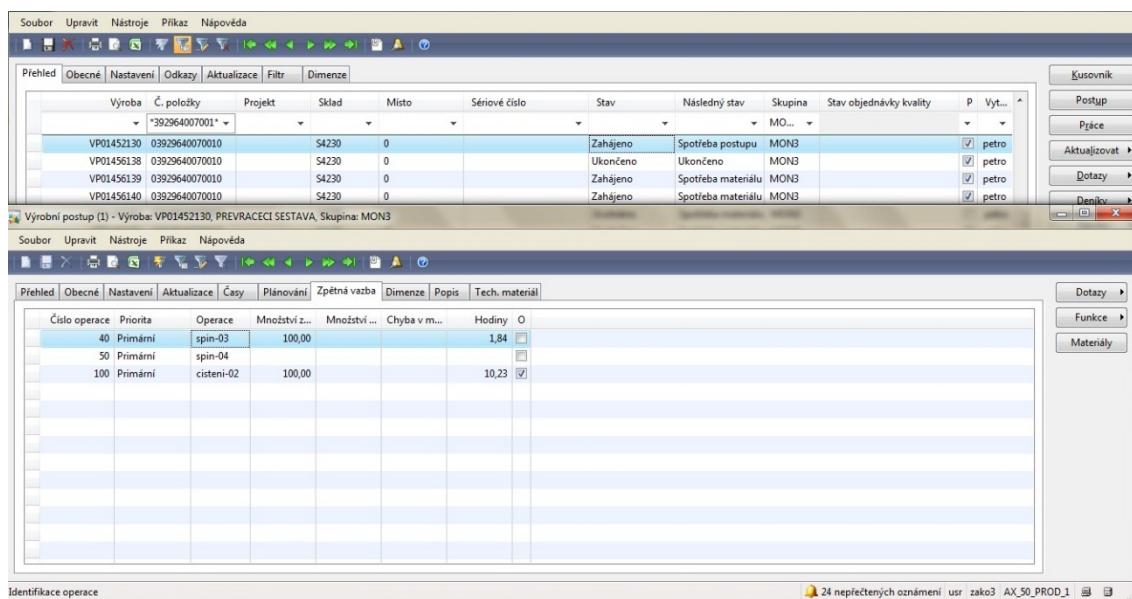 Soubor Upravit Nástroje Příkaz Nápověda
Přehled Obecné Nastavení Odkazy Aktualizace Filtr Dimenze
Kusovník
Výroba Č. položky Projekt Sklad Místo Sériové číslo Stav Následný stav Skupina Stav objednávky kvality P Vyt...
Postup
*392964007001* MO...
Práce
VP01452130 03929640070010 S4230 0 Zahájeno Spotřeba postupu MON3 petro
Aktualizovat
VP01456138 03929640070010 S4230 0 Ukončeno Ukončeno MON3 petro
VP01456139 03929640070010 S4230 0 Zahájeno Spotřeba materiálu MON3 petro
Dotazy
VP01456140 03929640070010 S4230 0 Zahájeno Spotřeba materiálu MON3 petro
Deníky
Výrobní postup (1) - Výroba: VP01452130, PREVRACECI SESTAVA, Skupina: MON3
Soubor Upravit Nástroje Příkaz Nápověda
Přehled Obecné Nastavení Aktualizace Časy Plánování Zpětná vazba Dimenze Popis Tech. materiál
Dotazy
Číslo operace Priorita Operace Množství z... Množství ... Chyba v m... Hodiny O
Funkce
40 Primární spin-03 100,00 1,84
Materiály
50 Primární spin-04
100 Primární cisteni-02 100,00 10,23
Identifikace operace 24 nepřečtených oznámení usr zako3 AX_50_PROD_1